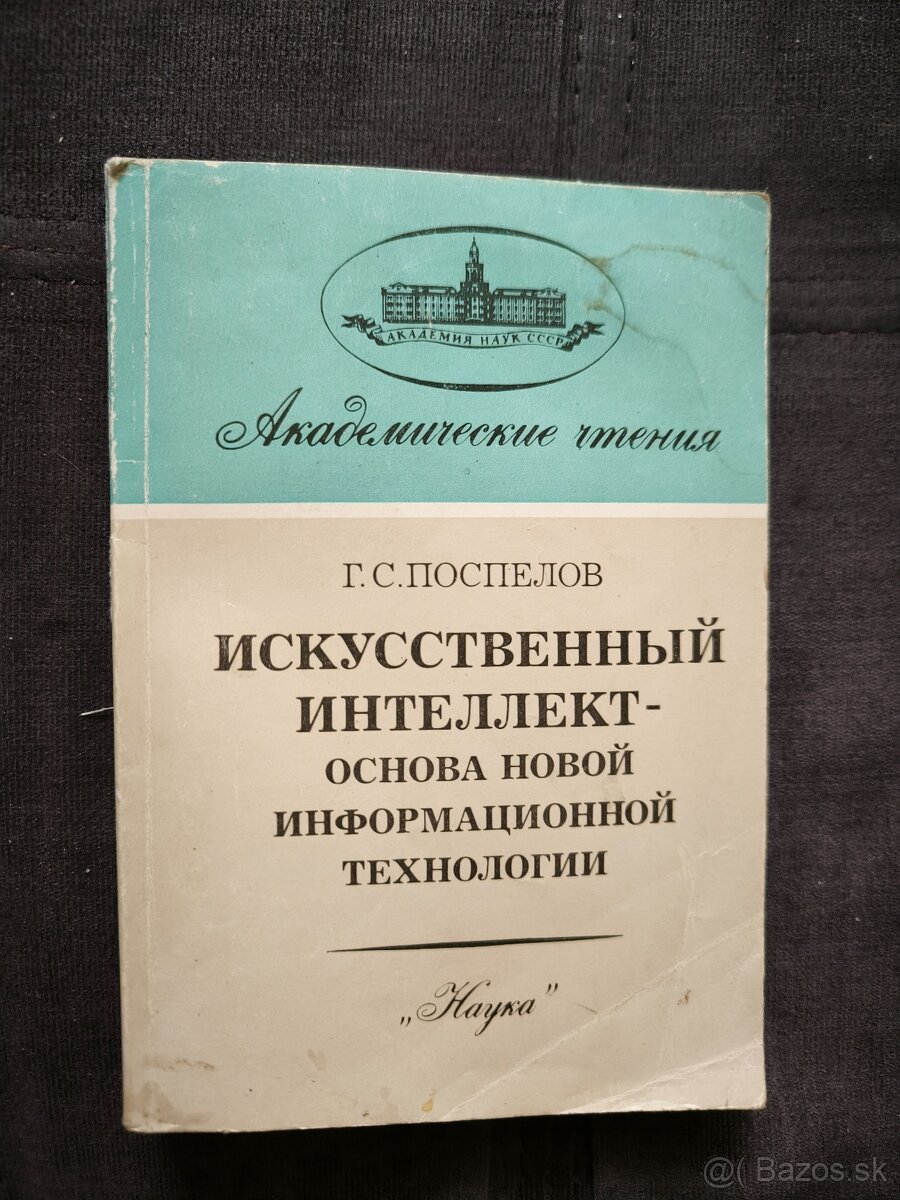 АКАДЕМИЯ НАУК СССР
Академические чтения
Г.С.ПОСПЕЛОВ
ИСКУССТВЕННЫЙ
ИНТЕЛЛЕКТ-
ОСНОВА НОВОЙ
ИНФОРМАЦИОННОЙ
ТЕХНОЛОГИИ
„Наука”
@( Bazos.sk